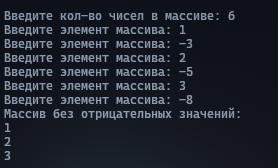 Введите кол-во чисел в массиве: 6
Введите элемент массива: 1
Введите элемент массива: -3
Введите элемент массива: 2
Введите элемент массива: -5
Введите элемент массива: 3
Введите элемент массива: -8
Массив без отрицательных значений:
1
2
3